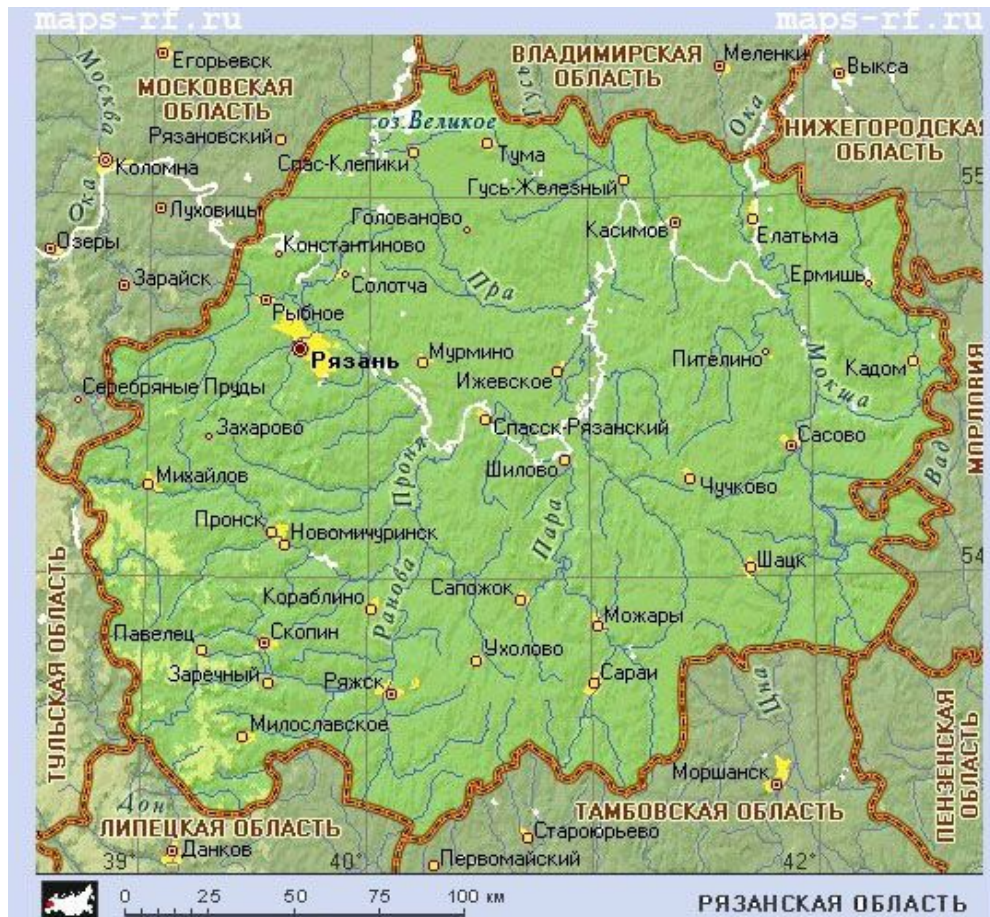 maps-rf.ru
maps-rf.ru
Москва
Егорьевск
МОСКОВСКАЯ
ОБЛАСТЬ
ВЛАДИМИРСКАЯ
ОБЛАСТЬ
Гусь
Меленки
Выкса
Ока
НИЖЕГОРОДСКАЯ
ОБЛАСТЬ
оз.Великое
Рязановский
Спас-Клепики
Тума
Коломна
Ока
Гусь-Железный
55
Луховицы
Голованово
Касимов
Елатьма
Озеры
Константиново
Зарайск
Солотча
Пра
Ермишь
Рыбное
Рязань
Мурмино
Ижевское
Пителино
Мокша
Кадом
МОРДОВИЯ
Серебряные Пруды
Захарово
Спасск-Рязанский
Сасово
Проня
Шилово
Вад
Михайлов
Чучково
Пара
Пронск
Новомичуринск
Шацк
54
ТУЛЬСКАЯ ОБЛАСТЬ
Ранова
Сапожок
Кораблино
Можары
Павелец
Скопин
Ухолово
Заречный
Ряжск
Сараи
Цна
Милославское
ПЕНЗЕНСКАЯ
ОБЛАСТЬ
Моршанск
Дон
ТАМБОВСКАЯ ОБЛАСТЬ
ЛИПЕЦКАЯ ОБЛАСТЬ
Староюрьево
Данков
Первомайский
39°
40°
42°
0 25 50 75 100 км
РЯЗАНСКАЯ ОБЛАСТЬ